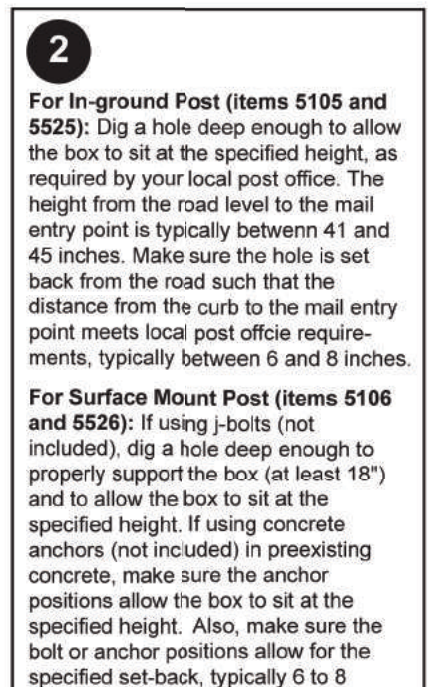 2
For In-ground Post (items 5105 and
5525): Dig a hole deep enough to allow
the box to sit at the specified height, as
required by your local post office. The
height from the road level to the mail
entry point is typically betwenn 41 and
45 inches. Make sure the hole is set
back from the road such that the
distance from the curb to the mail entry
point meets local post offcie require-
ments, typically between 6 and 8 inches.
For Surface Mount Post (items 5106
and 5526): If using j-bolts (not
included), dig a hole deep enough to
properly support the box (at least 18")
and to allow the box to sit at the
specified height. If using concrete
anchors (not included) in preexisting
concrete, make sure the anchor
positions allow the box to sit at the
specified height. Also, make sure the
bolt or anchor positions allow for the
specified set-back, typically 6 to 8